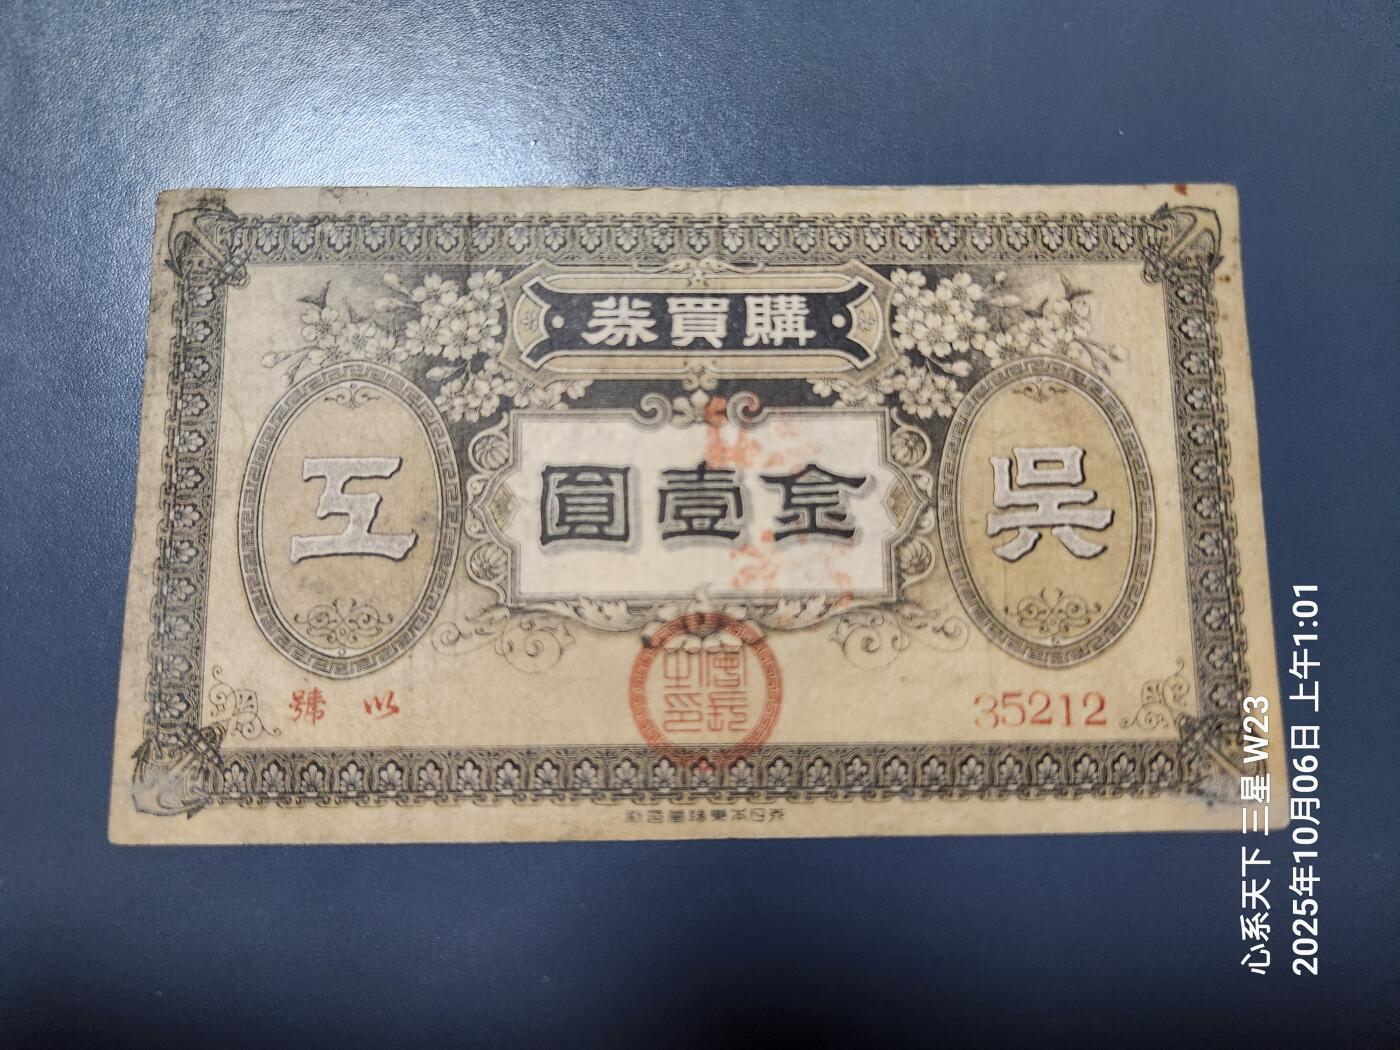 購買券
呉
金壹圓
工
號 以
35212
心系天下 三星 W23
2025年10月06日 上午1:01